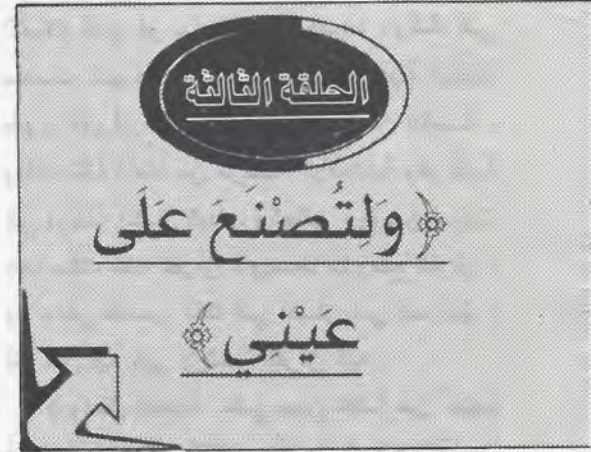 الحلقة الثالثة
﴿ وَلِتُصْنَعَ عَلَى
عَيْنِي ﴾